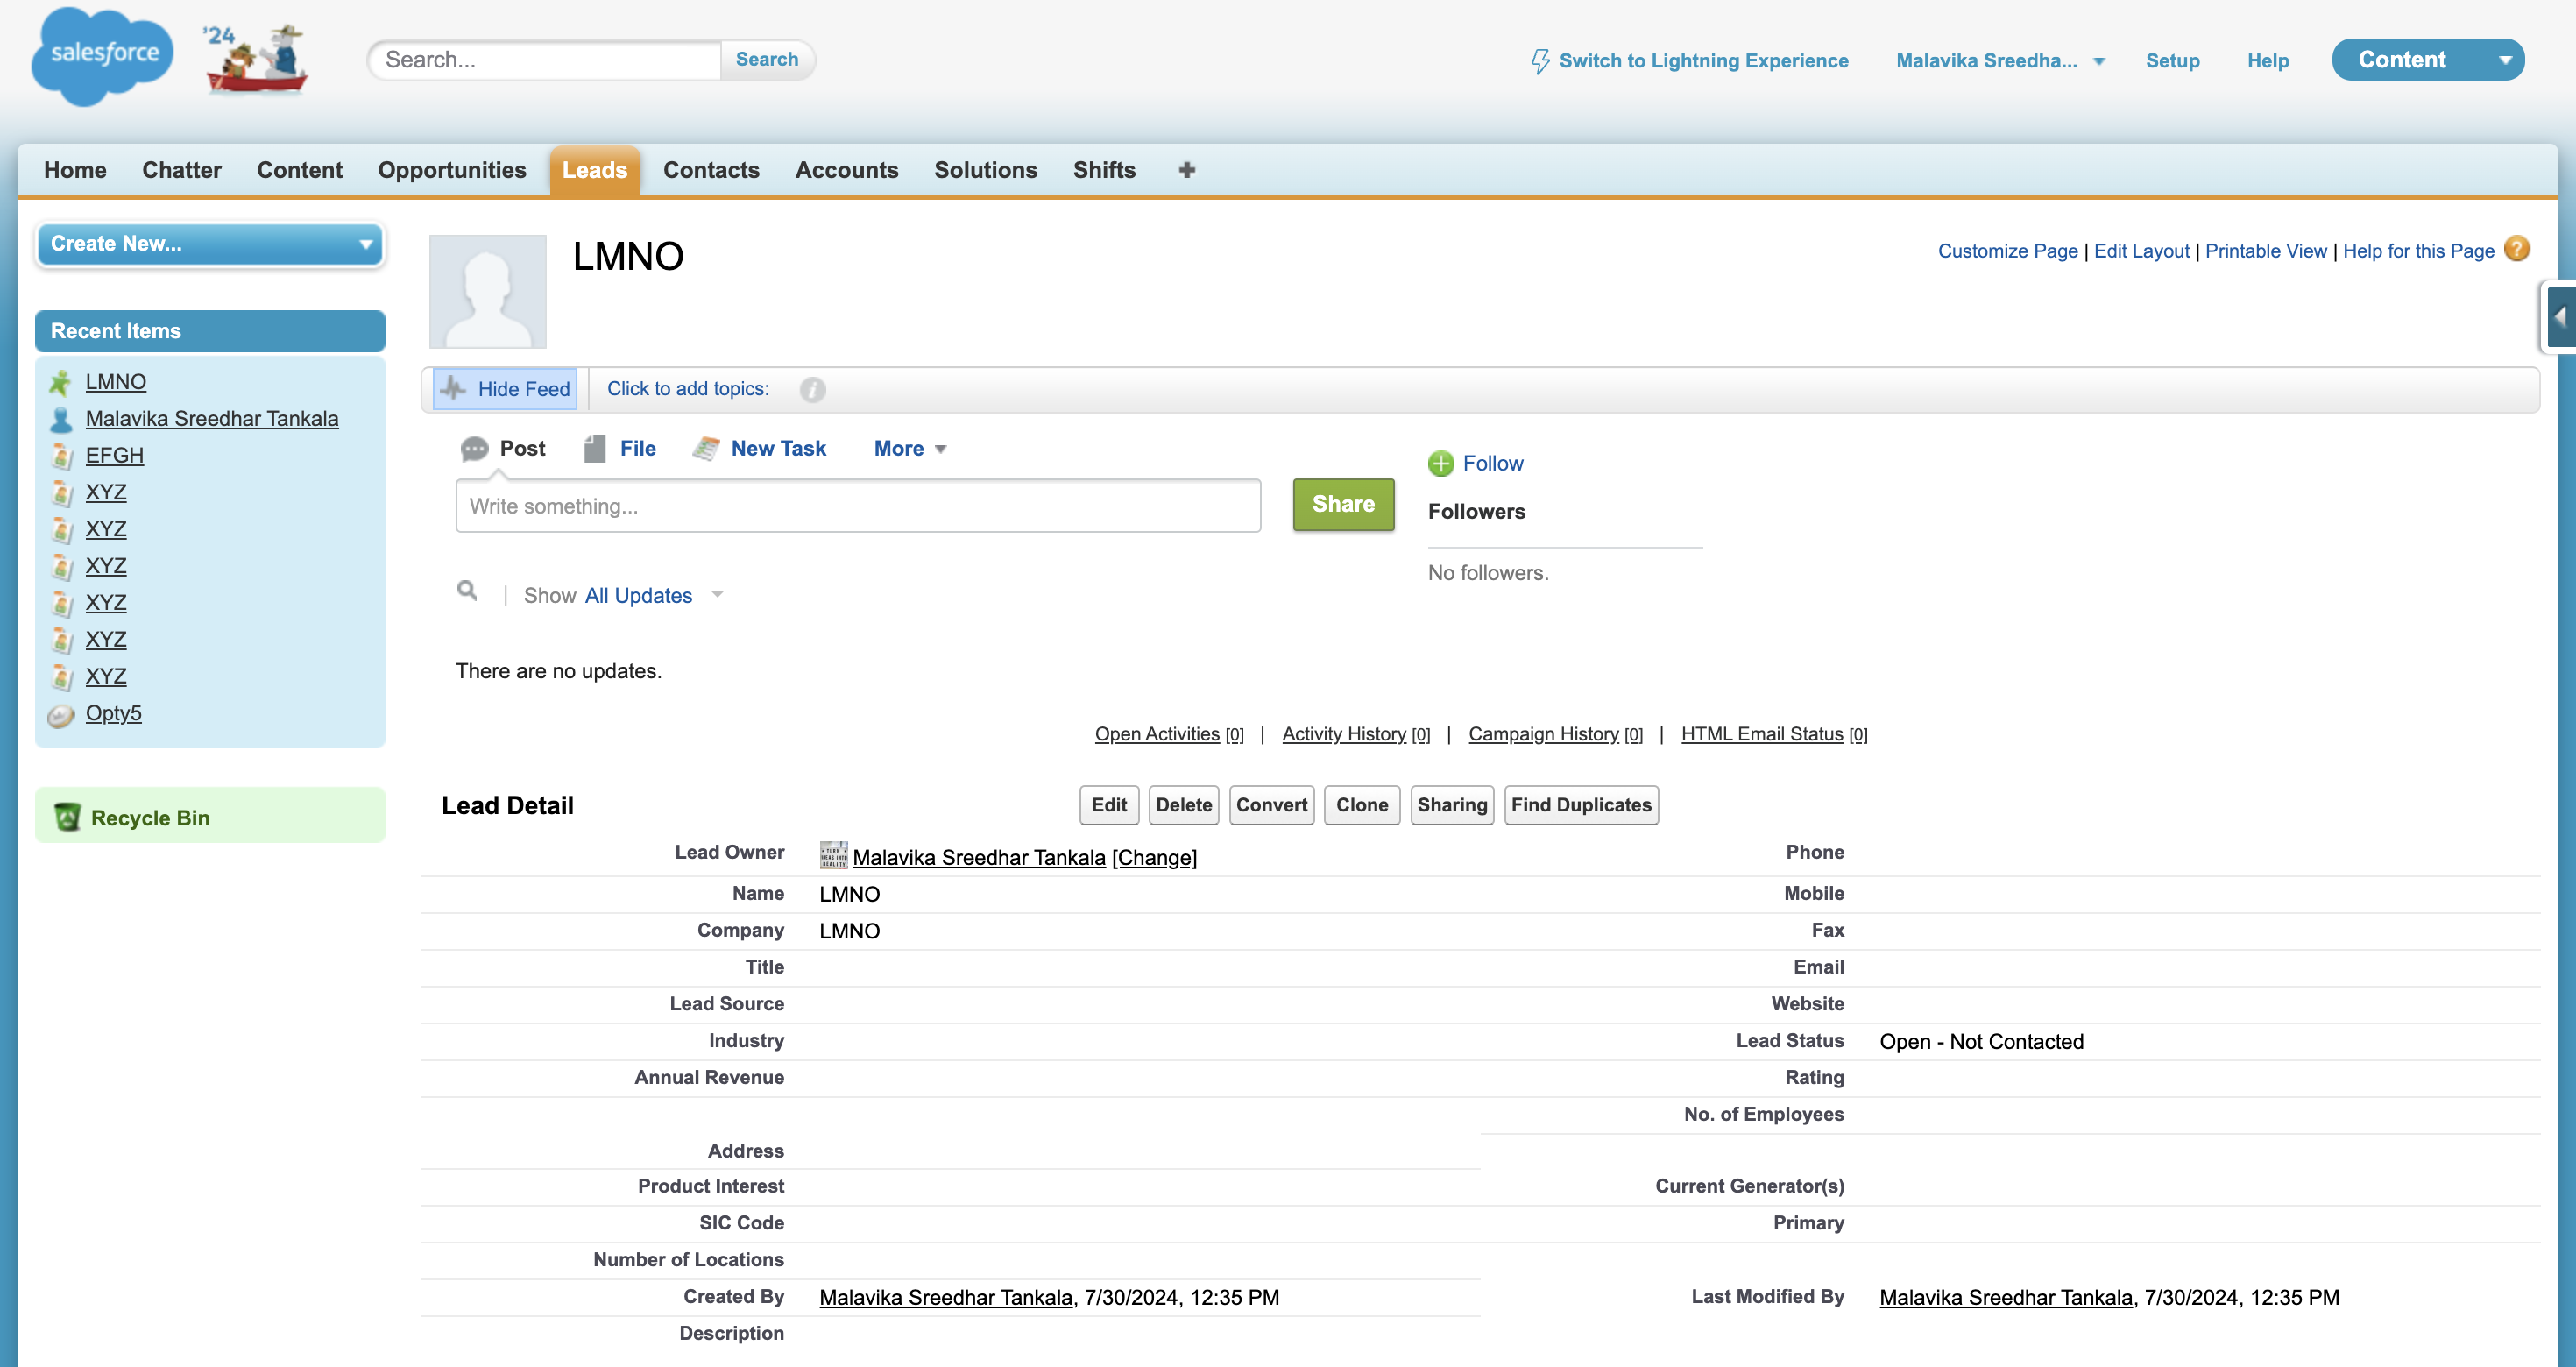 salesforce
'24
Search...
Search
Switch to Lightning Experience
Malavika Sreedha...
Setup
Help
Content
Home
Chatter
Content
Opportunities
Leads
Contacts
Accounts
Solutions
Shifts
Create New...
Recent Items
LMNO
Malavika Sreedhar Tankala
EFGH
XYZ
XYZ
XYZ
XYZ
XYZ
XYZ
Opty5
Recycle Bin
LMNO
Customize Page | Edit Layout | Printable View | Help for this Page ?
Hide Feed
Click to add topics:
Post
File
New Task
More
Write something...
Share
Follow
Followers
No followers.
Show All Updates
There are no updates.
Open Activities [0] | Activity History [0] | Campaign History [0] | HTML Email Status [0]
Lead Detail
Edit
Delete
Convert
Clone
Sharing
Find Duplicates
Lead Owner Malavika Sreedhar Tankala [Change]
Phone
Name LMNO
Mobile
Company LMNO
Fax
Title
Email
Lead Source
Website
Industry
Lead Status Open - Not Contacted
Annual Revenue
Rating
No. of Employees
Address
Product Interest
Current Generator(s)
SIC Code
Primary
Number of Locations
Created By Malavika Sreedhar Tankala, 7/30/2024, 12:35 PM
Last Modified By Malavika Sreedhar Tankala, 7/30/2024, 12:35 PM
Description